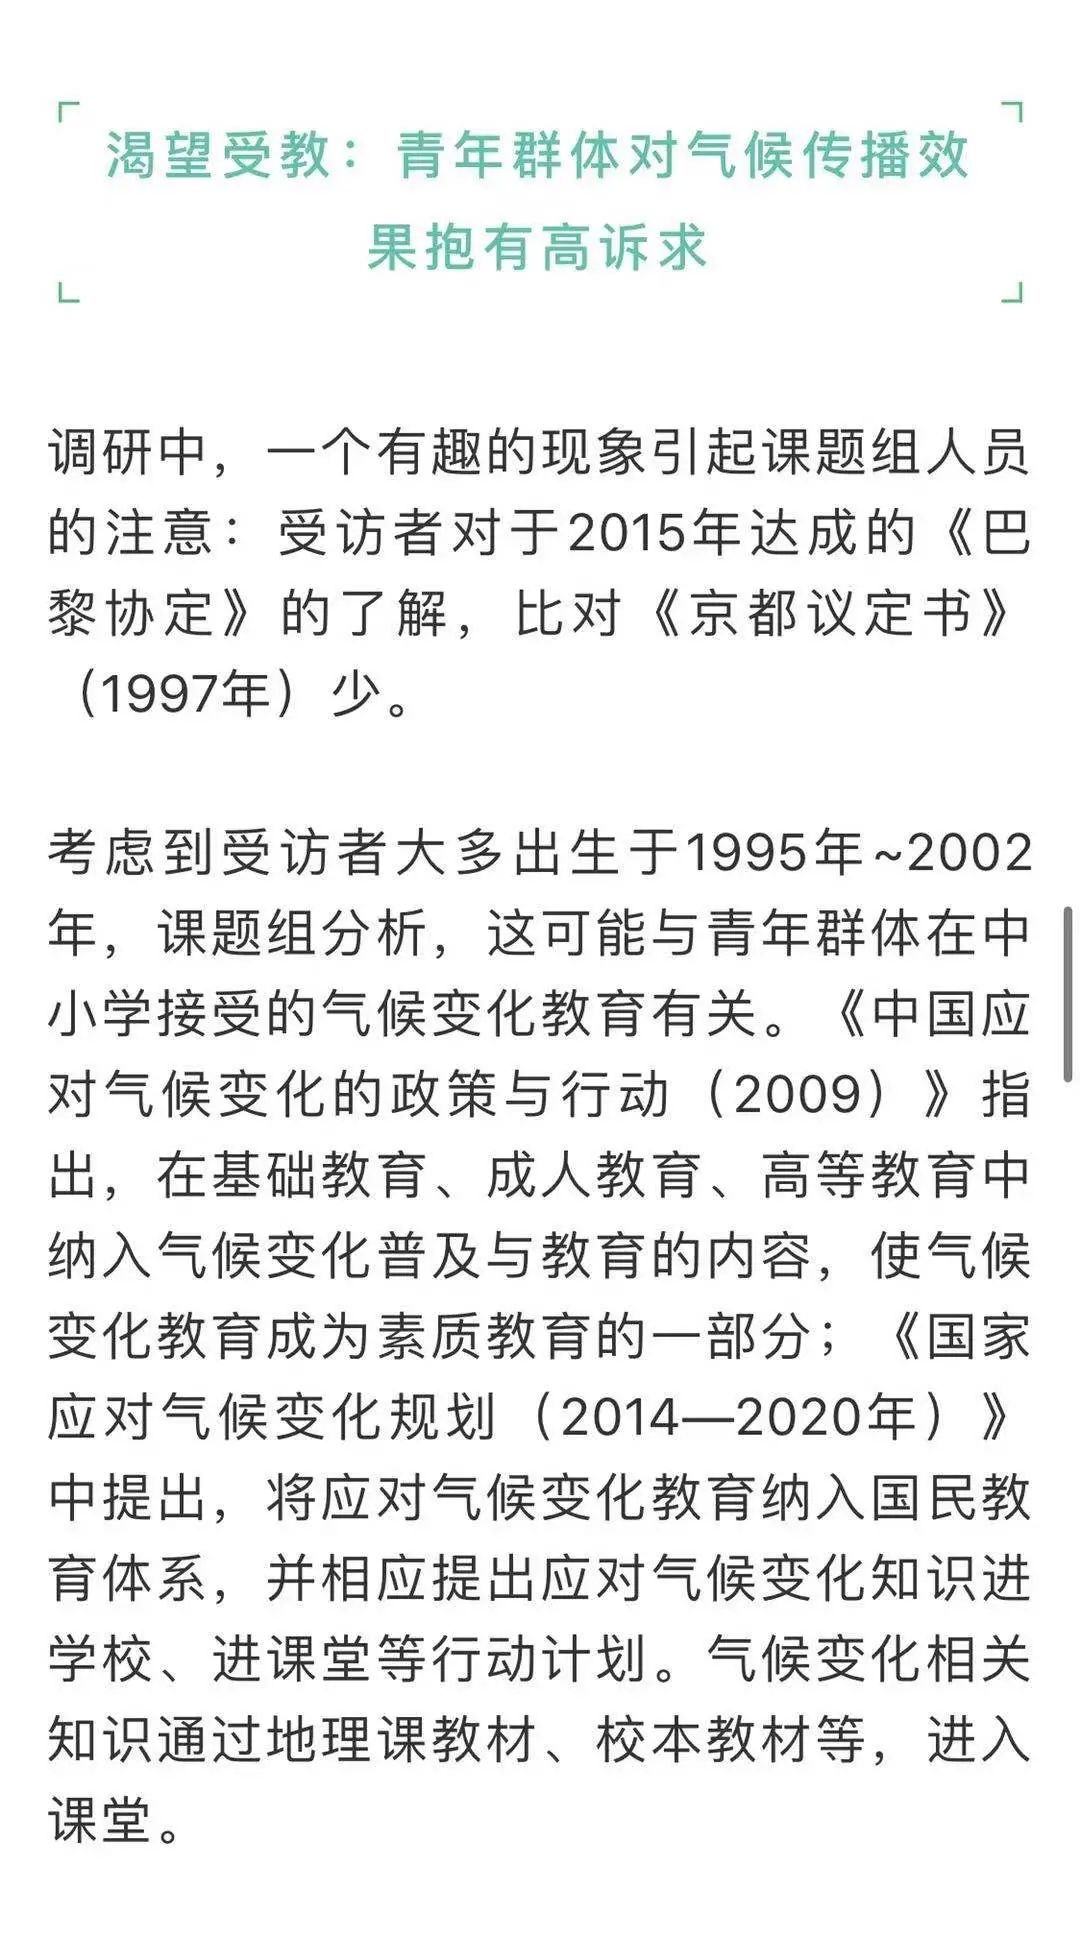 渴望受教：青年群体对气候传播效
果抱有高诉求
调研中，一个有趣的现象引起课题组人员
的注意：受访者对于2015年达成的《巴
黎协定》的了解，比对《京都议定书》
（1997年）少。
考虑到受访者大多出生于1995年~2002
年，课题组分析，这可能与青年群体在中
小学接受的气候变化教育有关。《中国应
对气候变化的政策与行动（2009）》指
出，在基础教育、成人教育、高等教育中
纳入气候变化普及与教育的内容，使气候
变化教育成为素质教育的一部分；《国家
应对气候变化规划（2014—2020年）》
中提出，将应对气候变化教育纳入国民教
育体系，并相应提出应对气候变化知识进
学校、进课堂等行动计划。气候变化相关
知识通过地理课教材、校本教材等，进入
课堂。